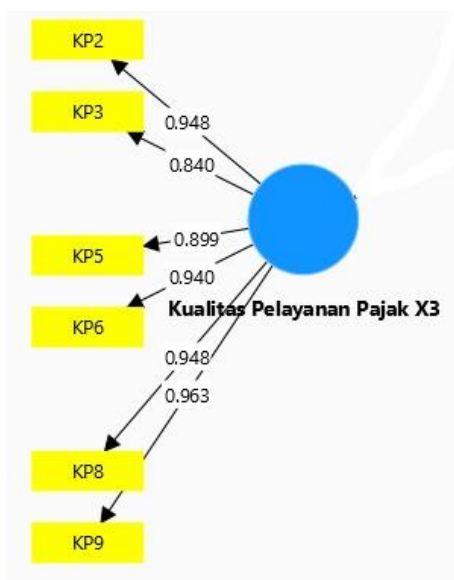 KP2
0.948
KP3
0.840
KP5
0.899
0.940
KP6
Kualitas Pelayanan Pajak X3
0.948
0.963
KP8
KP9